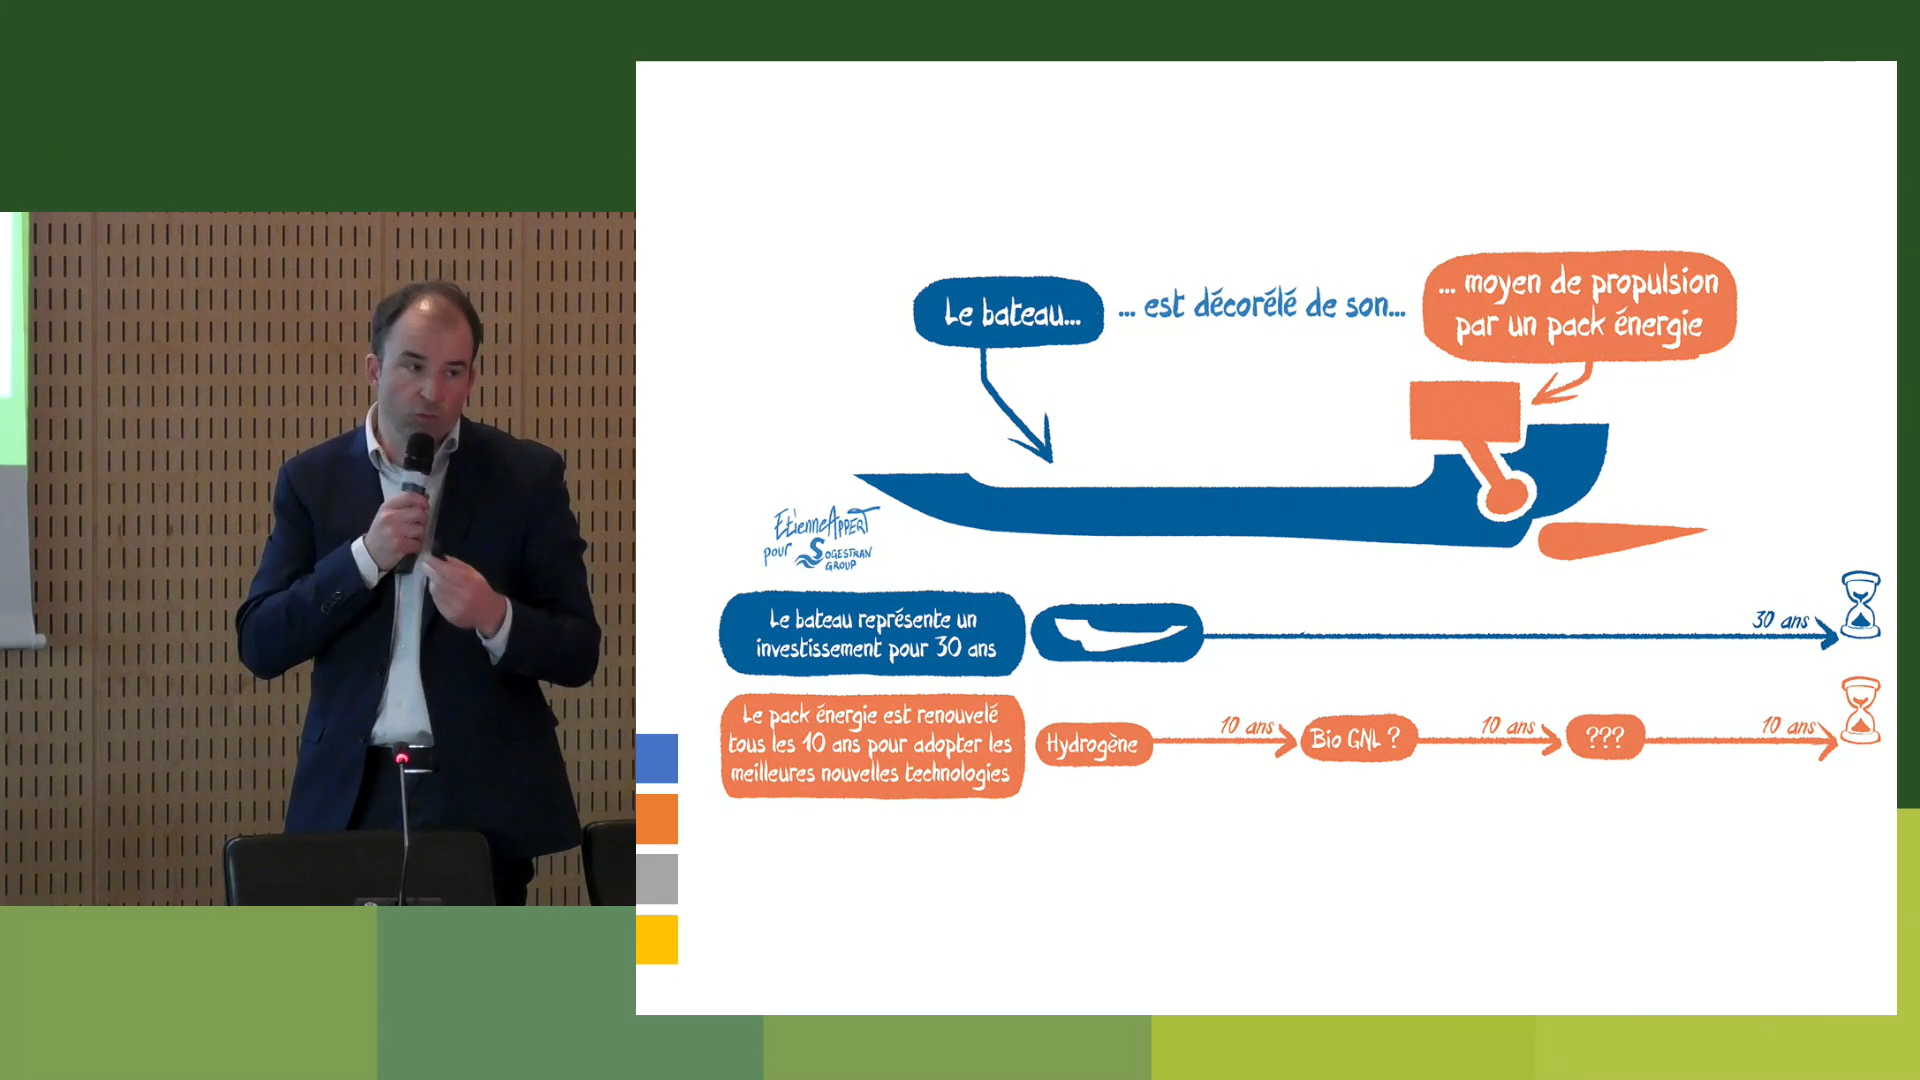 Le bateau...
... est décorélé de son...
... moyen de propulsion
par un pack énergie
Etienne APPERT
pour SOGESTRAN
GROUP
Le bateau représente un
investissement pour 30 ans
30 ans
Le pack énergie est renouvelé
tous les 10 ans pour adopter les
meilleures nouvelles technologies
Hydrogène
10 ans
Bio GNL ?
10 ans
???
10 ans